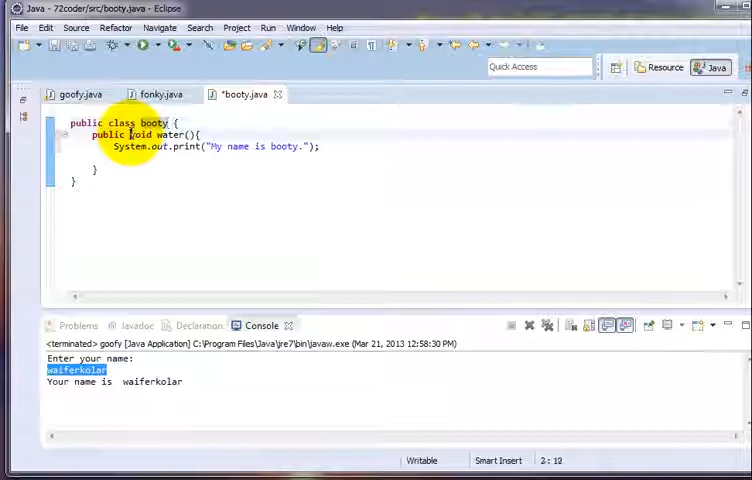 Java - 72coder/src/booty.java - Eclipse
File Edit Source Refactor Navigate Search Project Run Window Help
Quick Access Resource Java
goofy.java fonky.java *booty.java
public class booty {
public void water(){
System.out.print("My name is booty.");
}
}
Problems @ Javadoc Declaration Console
<terminated> goofy [Java Application] C:\Program Files\Java\jre7\bin\javaw.exe (Mar 21, 2013 12:58:30 PM)
Enter your name:
waiferkolar
Your name is waiferkolar
Writable Smart Insert 2 : 12